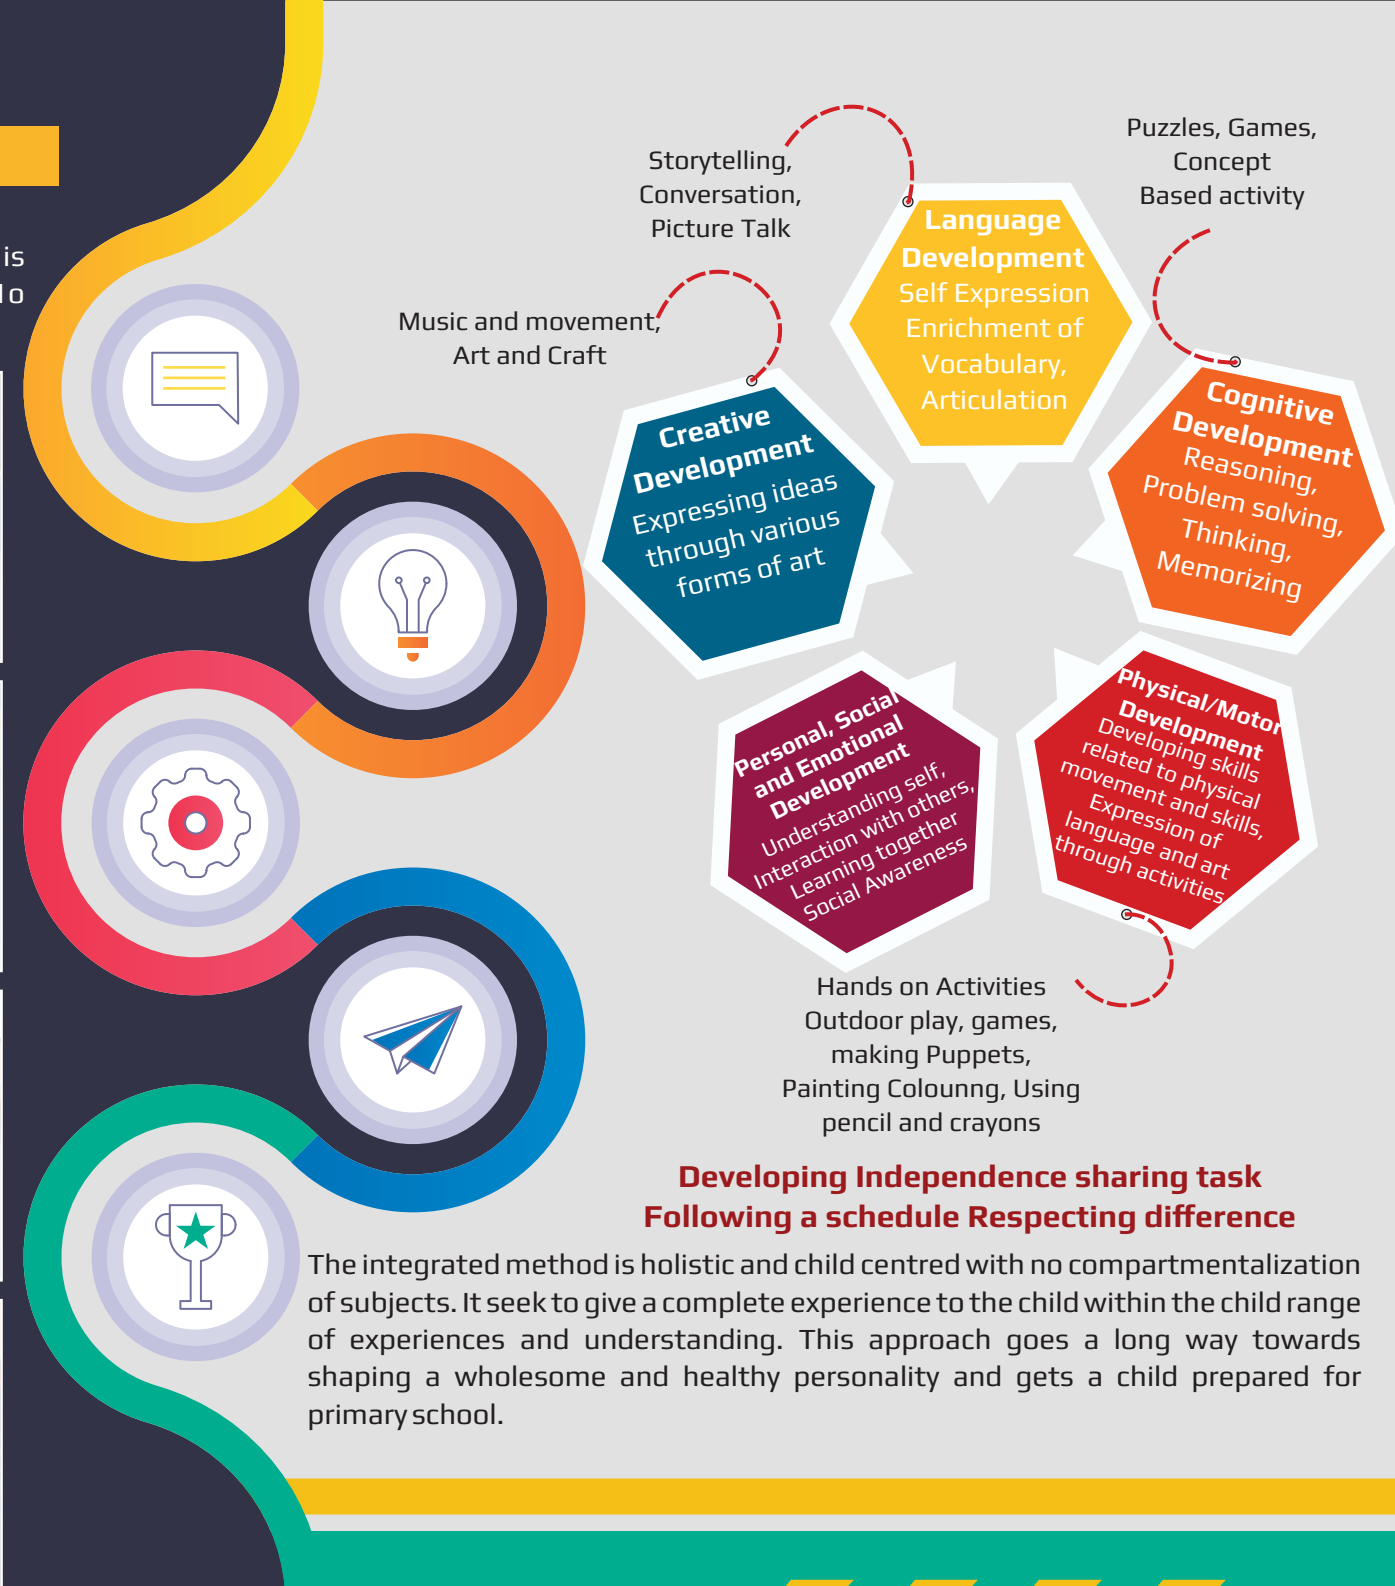 is
Storytelling,
Conversation,
Picture Talk
Puzzles, Games,
Concept
Based activity
Music and movement,
Art and Craft
Language
Development
Self Expression
Enrichment of
Vocabulary,
Articulation
Creative
Development
Expressing ideas
through various
forms of art
Cognitive
Development
Reasoning,
Problem solving,
Thinking,
Memorizing
Personal, Social
and Emotional
Development
Understanding self,
Interaction with others,
Learning together
Social Awareness
Physical/Motor
Development
Developing skills
related to physical
movement and skills,
Expression of
language and art
through activities
Hands on Activities
Outdoor play, games,
making Puppets,
Painting Colounng, Using
pencil and crayons
Developing Independence sharing task
Following a schedule Respecting difference
The integrated method is holistic and child centred with no compartmentalization
of subjects. It seek to give a complete experience to the child within the child range
of experiences and understanding. This approach goes a long way towards
shaping a wholesome and healthy personality and gets a child prepared for
primary school.